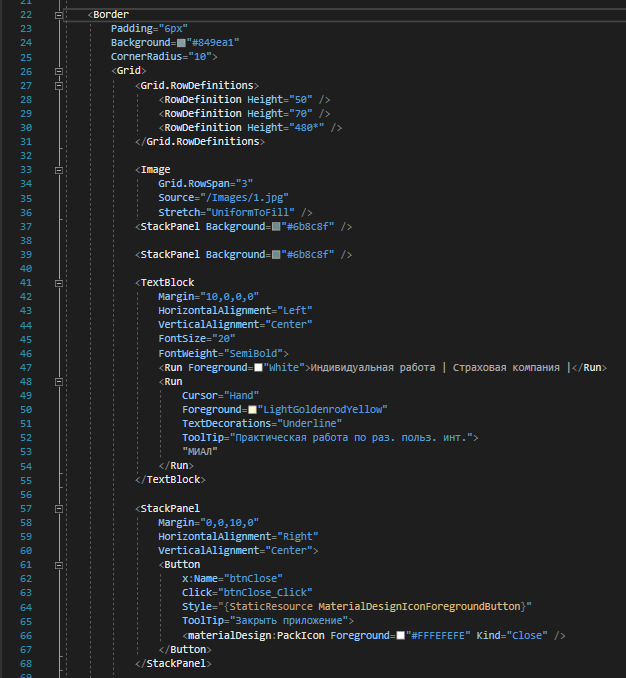 21
22 <Border
23 Padding="6px"
24 Background="#849ea1"
25 CornerRadius="10">
26 <Grid>
27 <Grid.RowDefinitions>
28 <RowDefinition Height="50" />
29 <RowDefinition Height="70" />
30 <RowDefinition Height="480*" />
31 </Grid.RowDefinitions>
32
33 <Image
34 Grid.RowSpan="3"
35 Source="/Images/1.jpg"
36 Stretch="UniformToFill" />
37 <StackPanel Background="#6b8c8f" />
38
39 <StackPanel Background="#6b8c8f" />
40
41 <TextBlock
42 Margin="10,0,0,0"
43 HorizontalAlignment="Left"
44 VerticalAlignment="Center"
45 FontSize="20"
46 FontWeight="SemiBold">
47 <Run Foreground="White">Индивидуальная работа | Страховая компания |</Run>
48 <Run
49 Cursor="Hand"
50 Foreground="LightGoldenrodYellow"
51 TextDecorations="Underline"
52 ToolTip="Практическая работа по раз. польз. инт.">
53 "МИАЛ"
54 </Run>
55 </TextBlock>
56
57 <StackPanel
58 Margin="0,0,10,0"
59 HorizontalAlignment="Right"
60 VerticalAlignment="Center">
61 <Button
62 x:Name="btnClose"
63 Click="btnClose_Click"
64 Style="{StaticResource MaterialDesignIconForegroundButton}"
65 ToolTip="Закрыть приложение">
66 <materialDesign:PackIcon Foreground="#FFFEFEFE" Kind="Close" />
67 </Button>
68 </StackPanel>
69